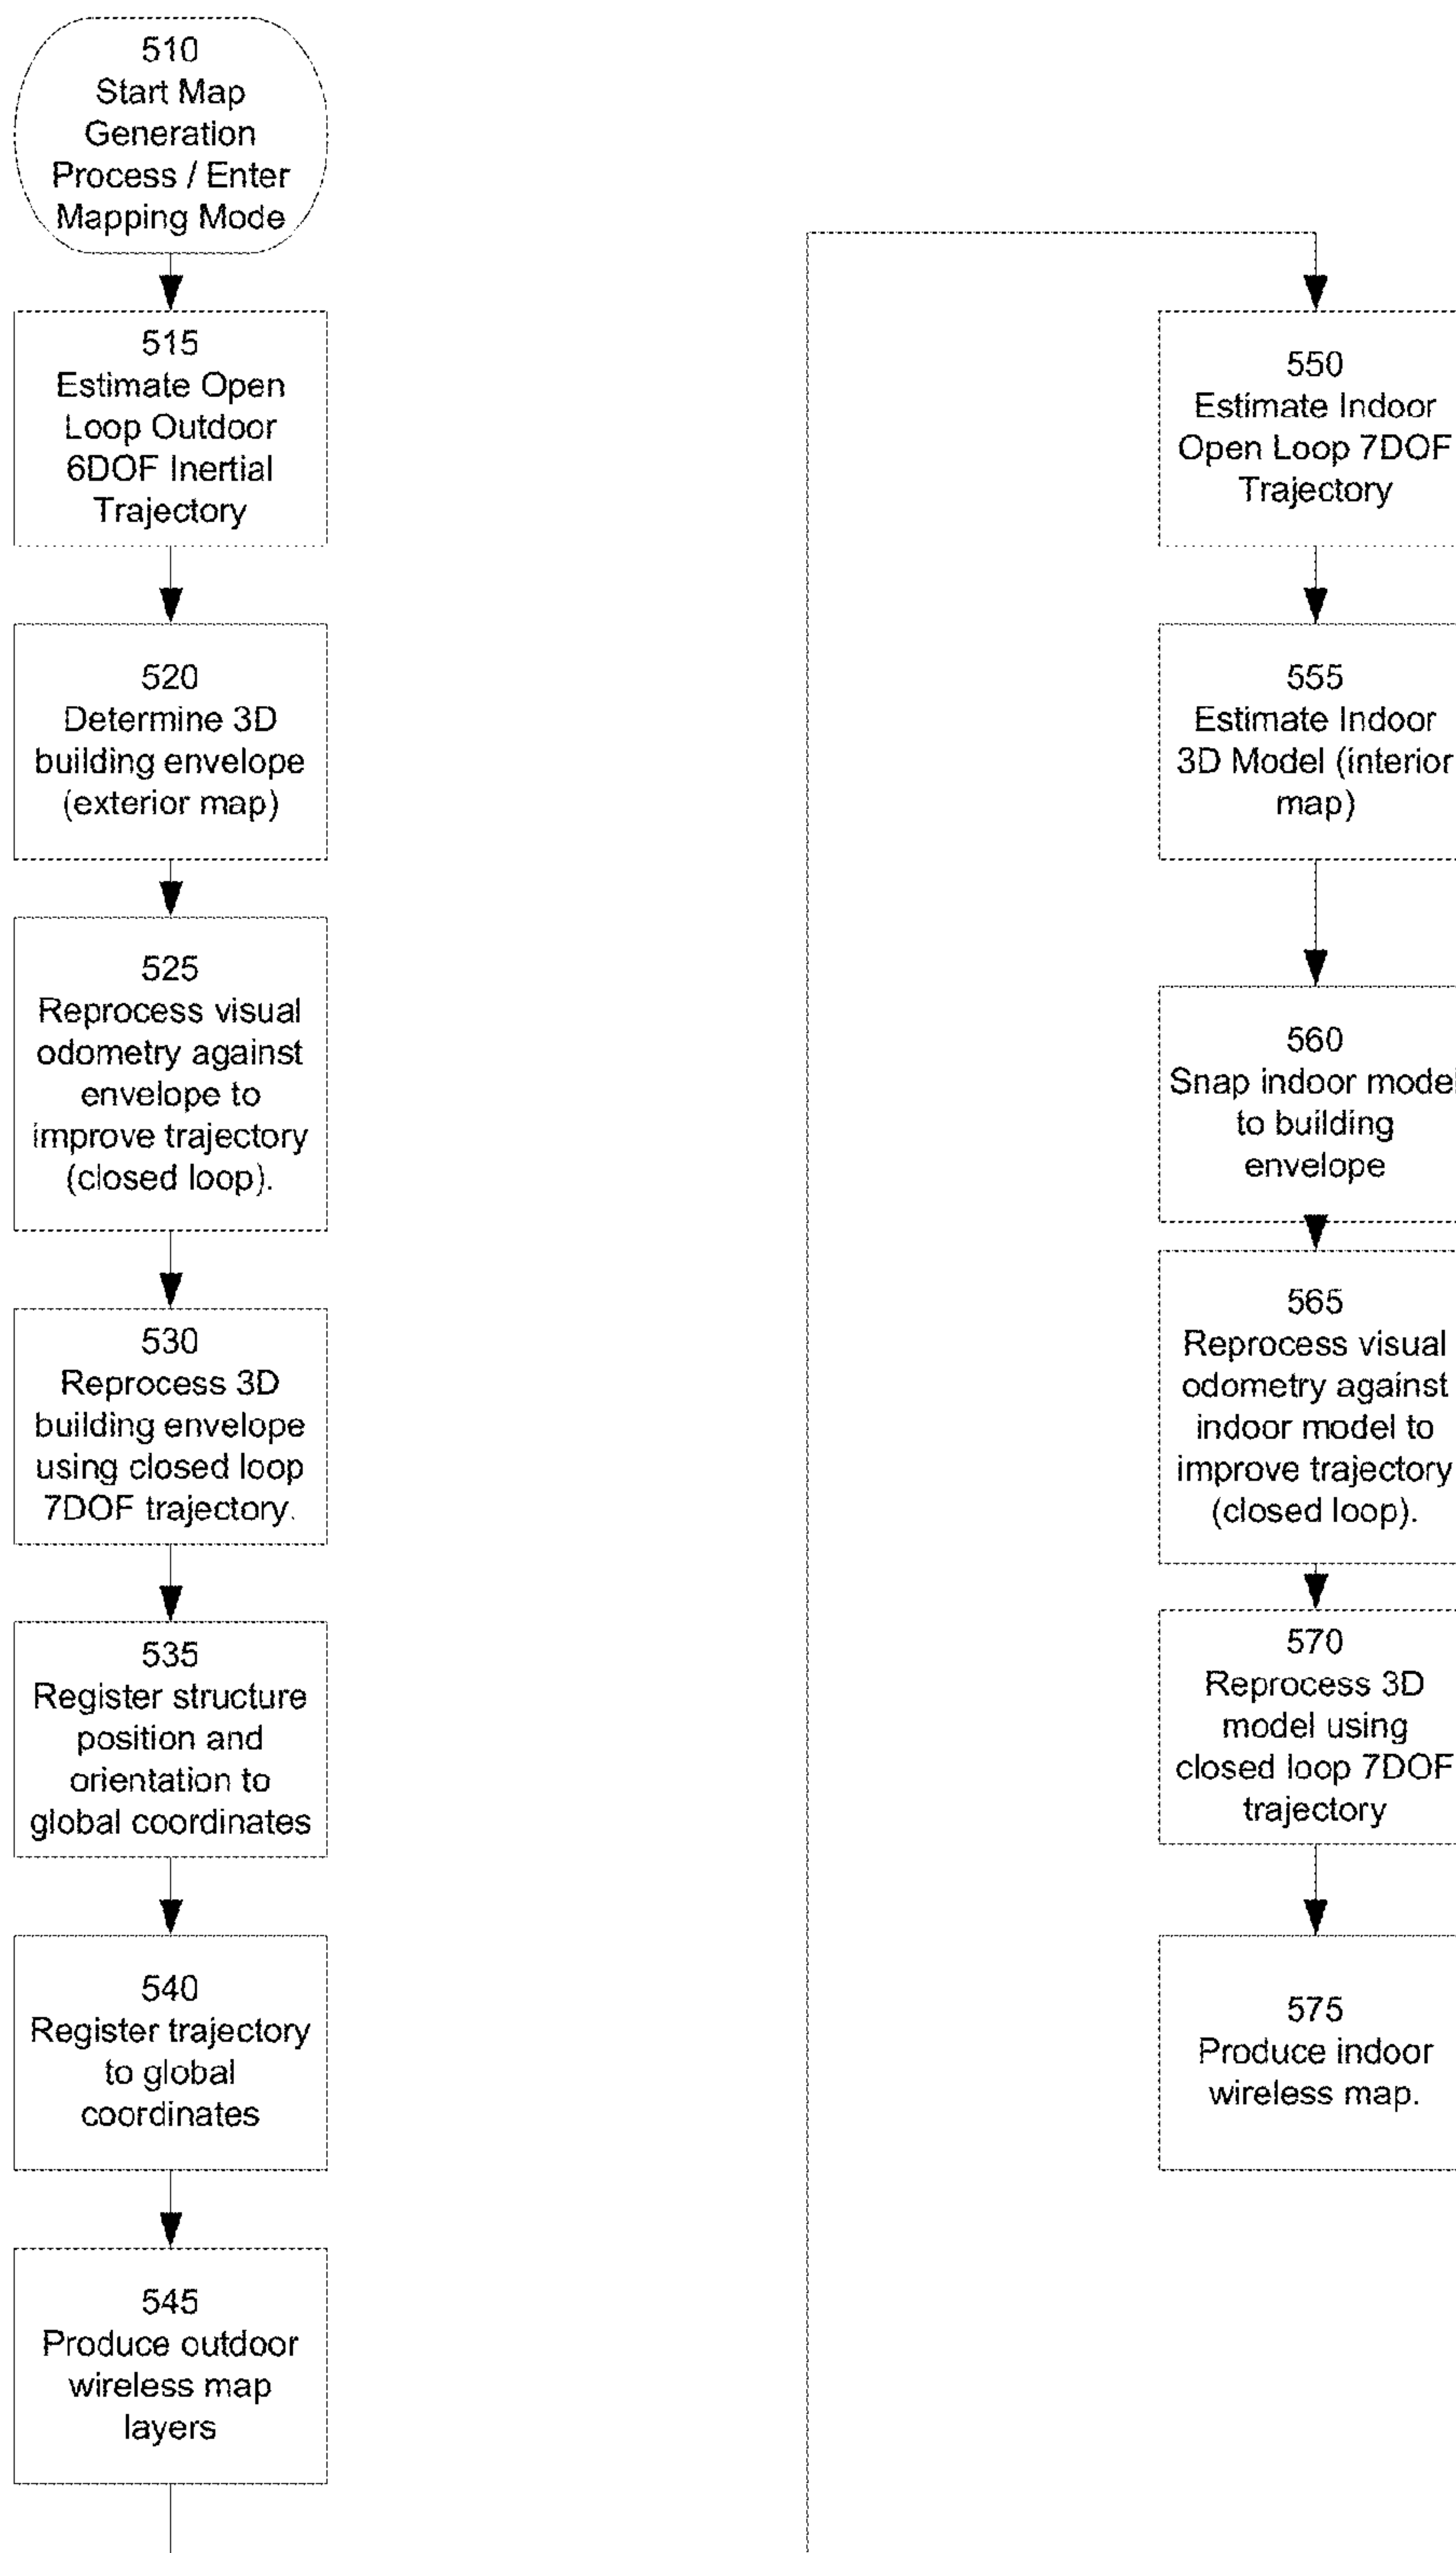 510
Start Map
Generation
Process / Enter
Mapping Mode
515
Estimate Open
Loop Outdoor
6DOF Inertial
Trajectory
520
Determine 3D
building envelope
(exterior map)
525
Reprocess visual
odometry against
envelope to
improve trajectory
(closed loop).
530
Reprocess 3D
building envelope
using closed loop
7DOF trajectory.
535
Register structure
position and
orientation to
global coordinates
540
Register trajectory
to global
coordinates
545
Produce outdoor
wireless map
layers
550
Estimate Indoor
Open Loop 7DOF
Trajectory
555
Estimate Indoor
3D Model (interior
map)
560
Snap indoor model
to building
envelope
565
Reprocess visual
odometry against
indoor model to
improve trajectory
(closed loop).
570
Reprocess 3D
model using
closed loop 7DOF
trajectory
575
Produce indoor
wireless map.